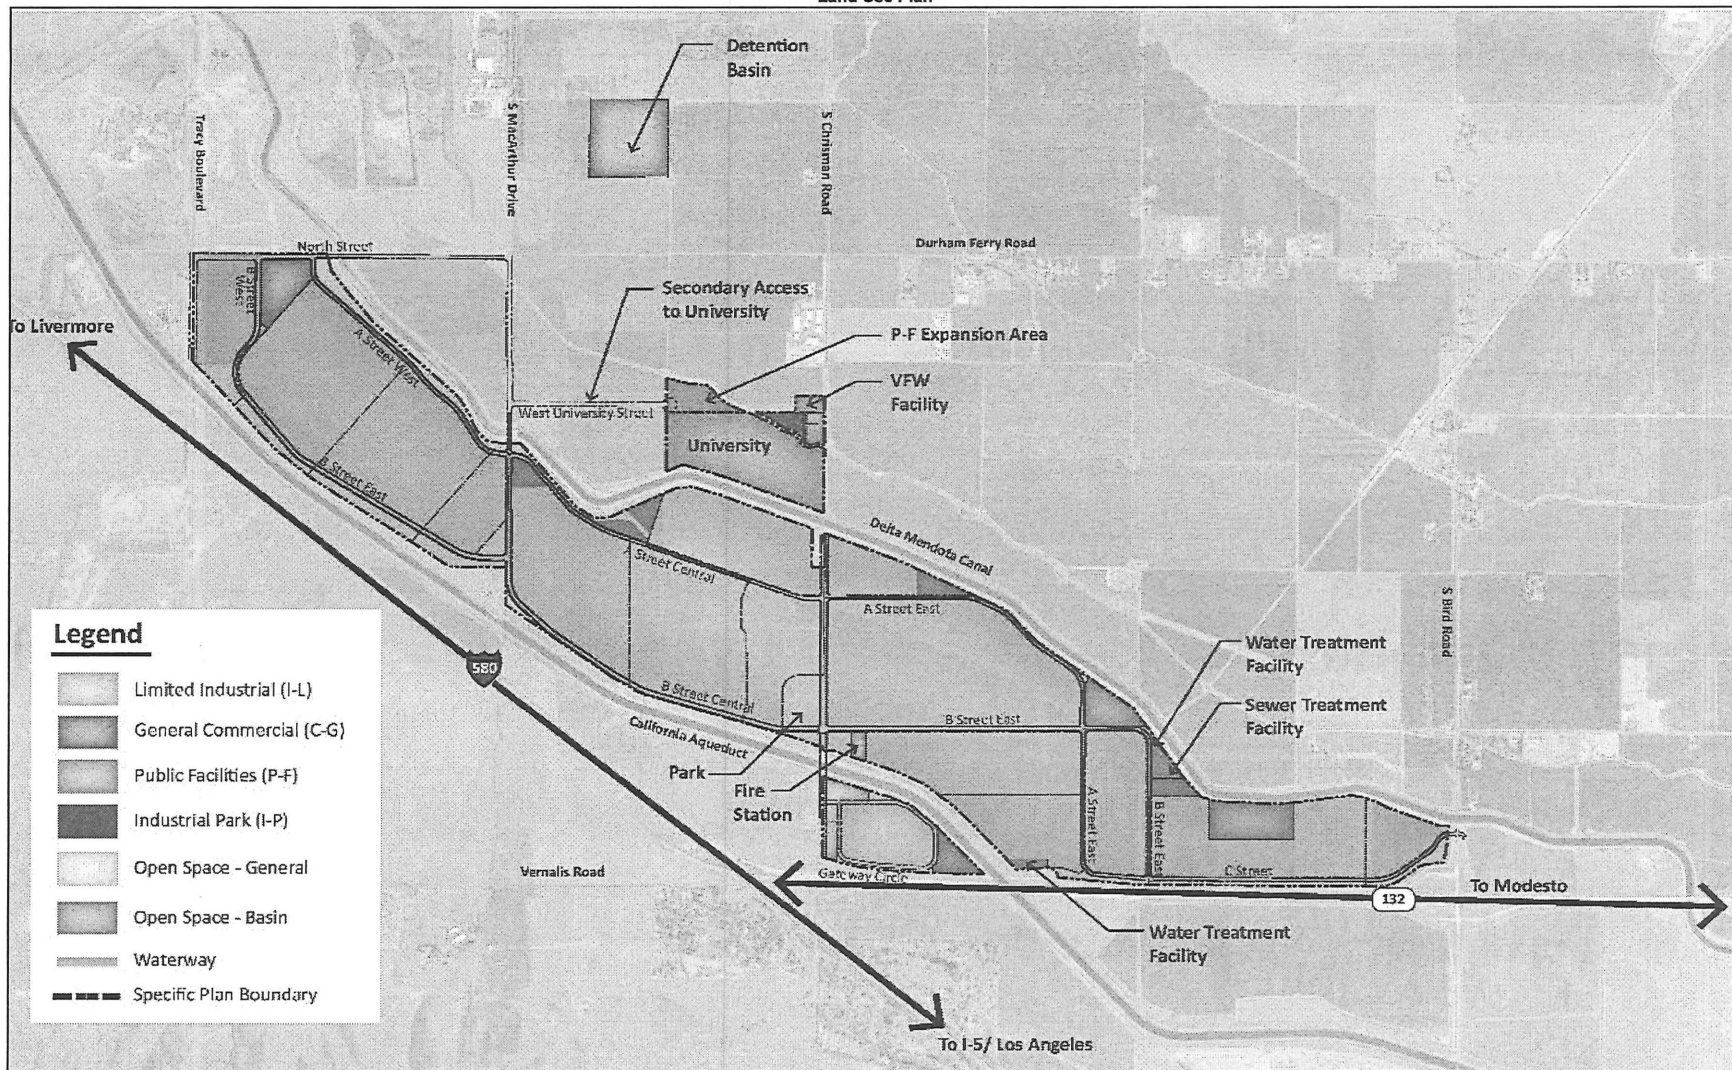 Land Use Plan
Detention
Basin
Tracy Boulevard
S MacArthur Drive
S Chrisman Road
North Street
Durham Ferry Road
B Street
West
Secondary Access
to University
To Livermore
P-F Expansion Area
A Street West
VFW
Facility
West University Street
University
B Street East
Delta Mendota Canal
A Street Central
A Street East
S Bird Road
Legend
Limited Industrial (I-L)
General Commercial (C-G)
Public Facilities (P-F)
Industrial Park (I-P)
Open Space - General
Open Space - Basin
Waterway
Specific Plan Boundary
580
Water Treatment
Facility
B Street Central
Sewer Treatment
Facility
B Street East
California Aqueduct
Park
Fire
Station
A Street East
B Street East
Vernalis Road
Gateway Circle
C Street
To Modesto
132
Water Treatment
Facility
To I-5/ Los Angeles